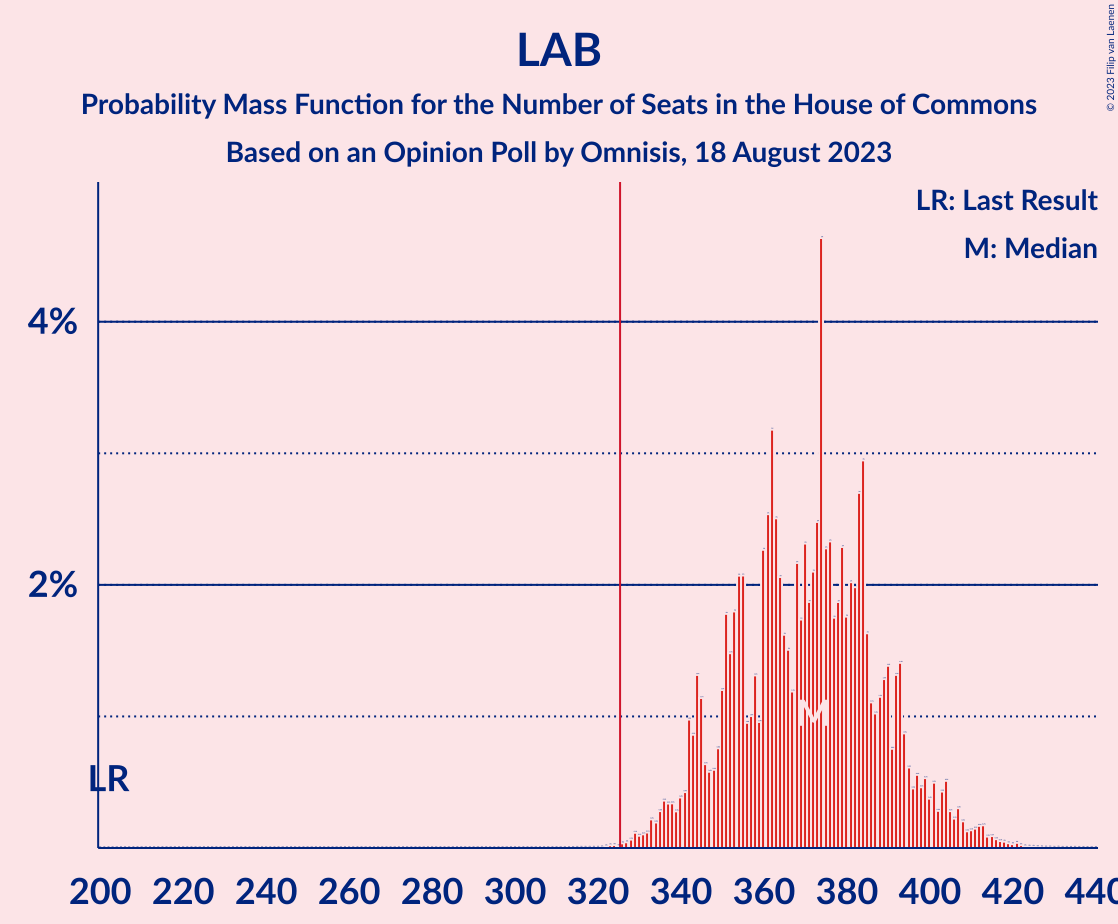 LAB
Probability Mass Function for the Number of Seats in the House of Commons
Based on an Opinion Poll by Omnisis, 18 August 2023
© 2023 Filip van Laenen
LR: Last Result
M: Median
4%
2%
LR
M
200 220 240 260 280 300 320 340 360 380 400 420 440